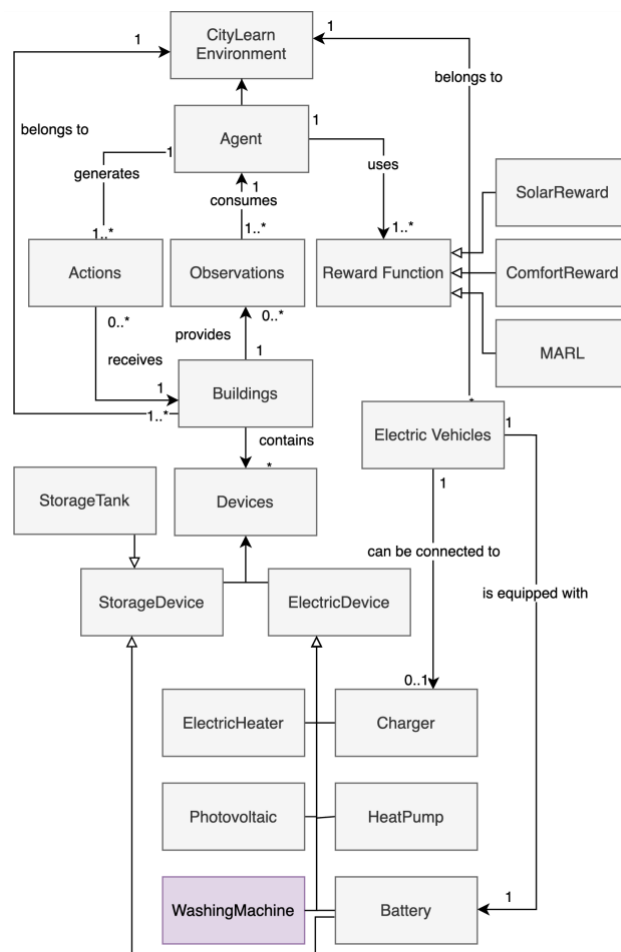 1
CityLearn
Environment
1
belongs to
belongs to
Agent
1
1
generates
uses
1
consumes
1..*
1..*
1..*
Actions
Observations
Reward Function
SolarReward
ComfortReward
MARL
0..*
0..*
provides
receives
1
1
Buildings
1..*
contains
*
*
Electric Vehicles
1
1
StorageTank
Devices
can be connected to
is equipped with
StorageDevice
ElectricDevice
0..1
ElectricHeater
Charger
Photovoltaic
HeatPump
WashingMachine
Battery
1